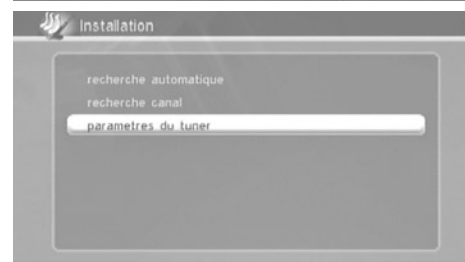 Installation
recherche automatique
recherche canal
parametres du tuner